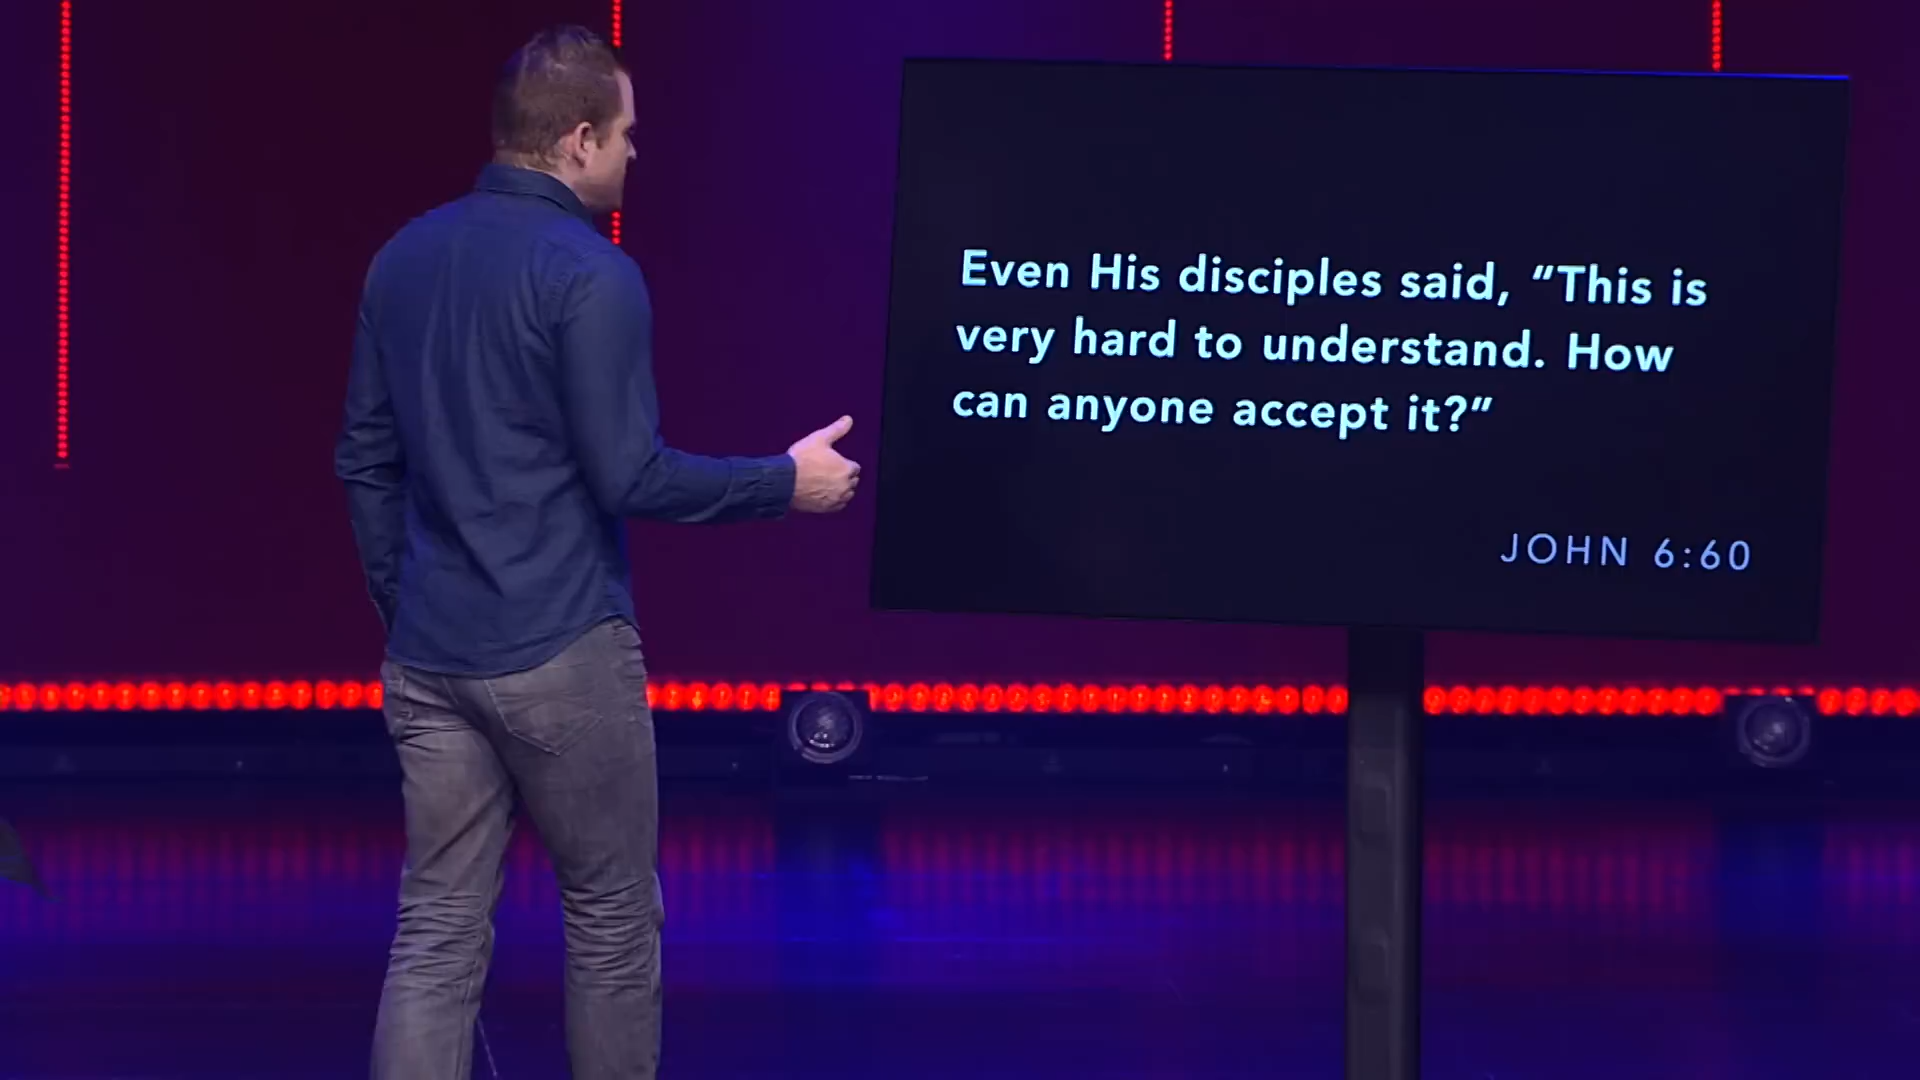 Even His disciples said, “This is
very hard to understand. How
can anyone accept it?”
JOHN 6:60